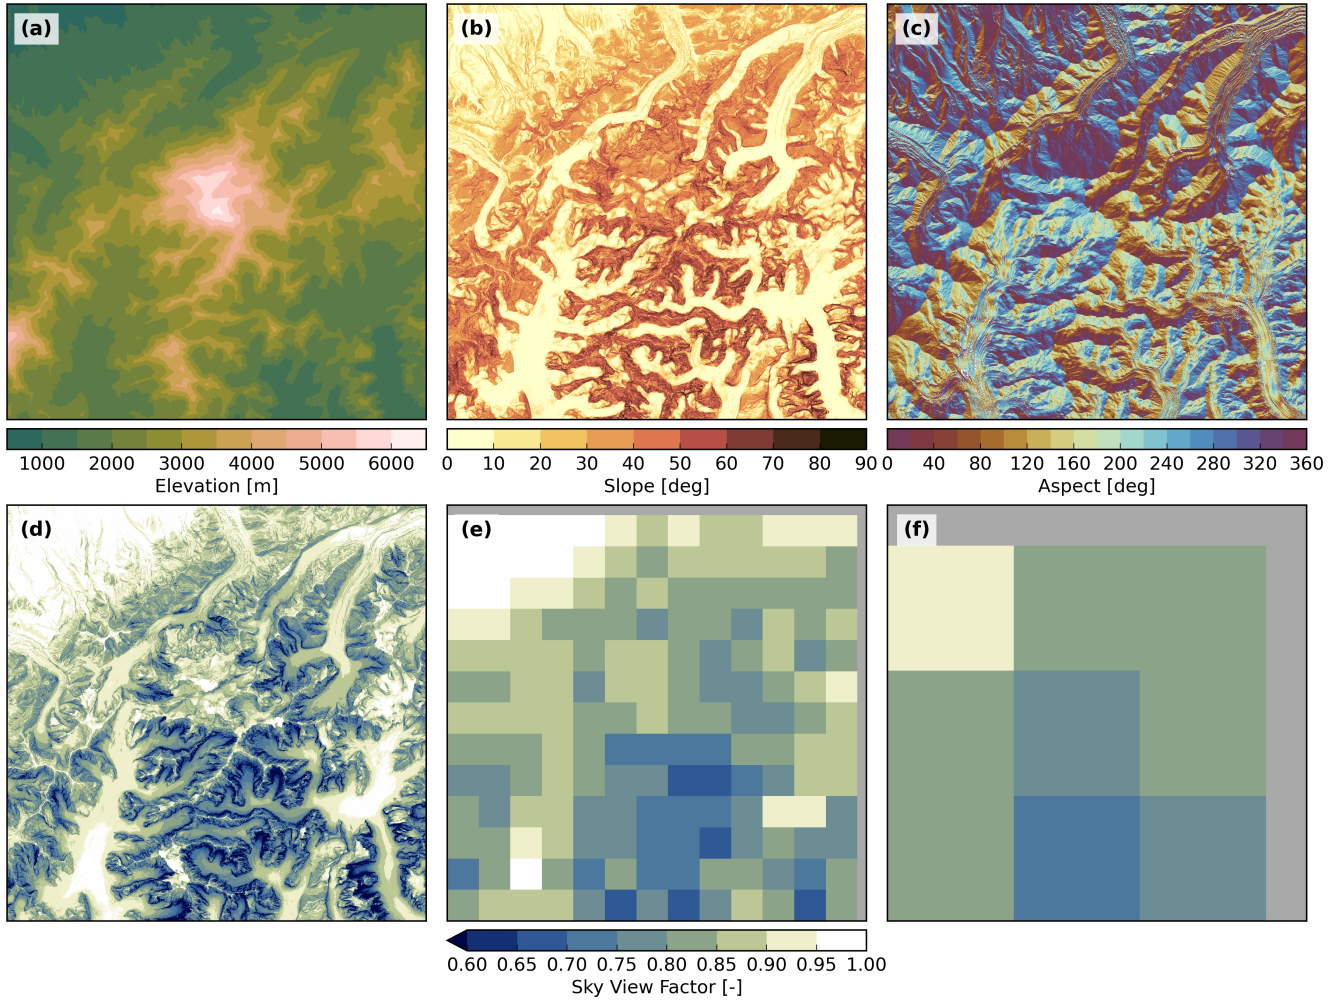 (a)
(b)
(c)
1000 2000 3000 4000 5000 6000
Elevation [m]
0 10 20 30 40 50 60 70 80 90
Slope [deg]
0 40 80 120 160 200 240 280 320 360
Aspect [deg]
(d)
(e)
(f)
0.60 0.65 0.70 0.75 0.80 0.85 0.90 0.95 1.00
Sky View Factor [-]